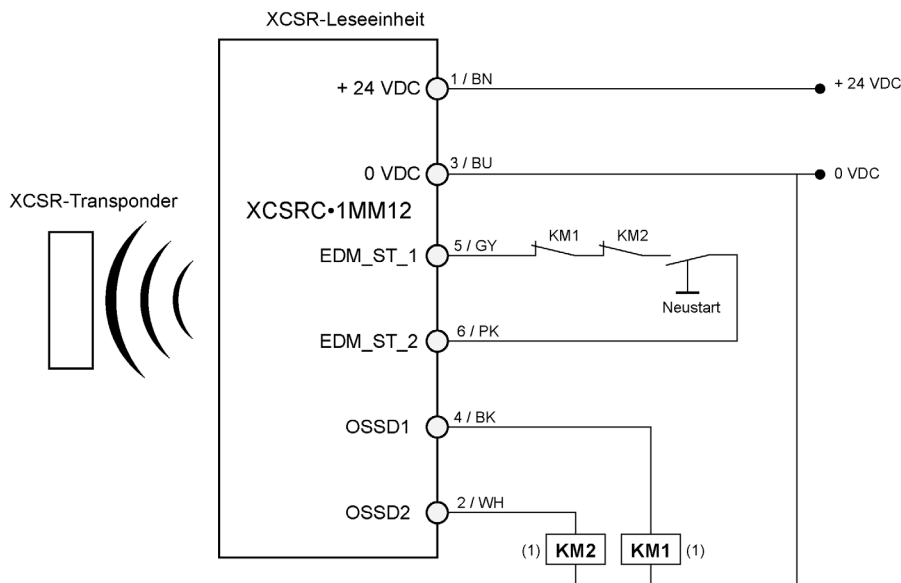 XCSR-Leseeinheit
+ 24 VDC
1 / BN
+ 24 VDC
0 VDC
3 / BU
0 VDC
XCSR-Transponder
XCSRC•1MM12
EDM_ST_1
5 / GY
KM1
KM2
Neustart
EDM_ST_2
6 / PK
OSSD1
4 / BK
OSSD2
2 / WH
(1) KM2
KM1 (1)